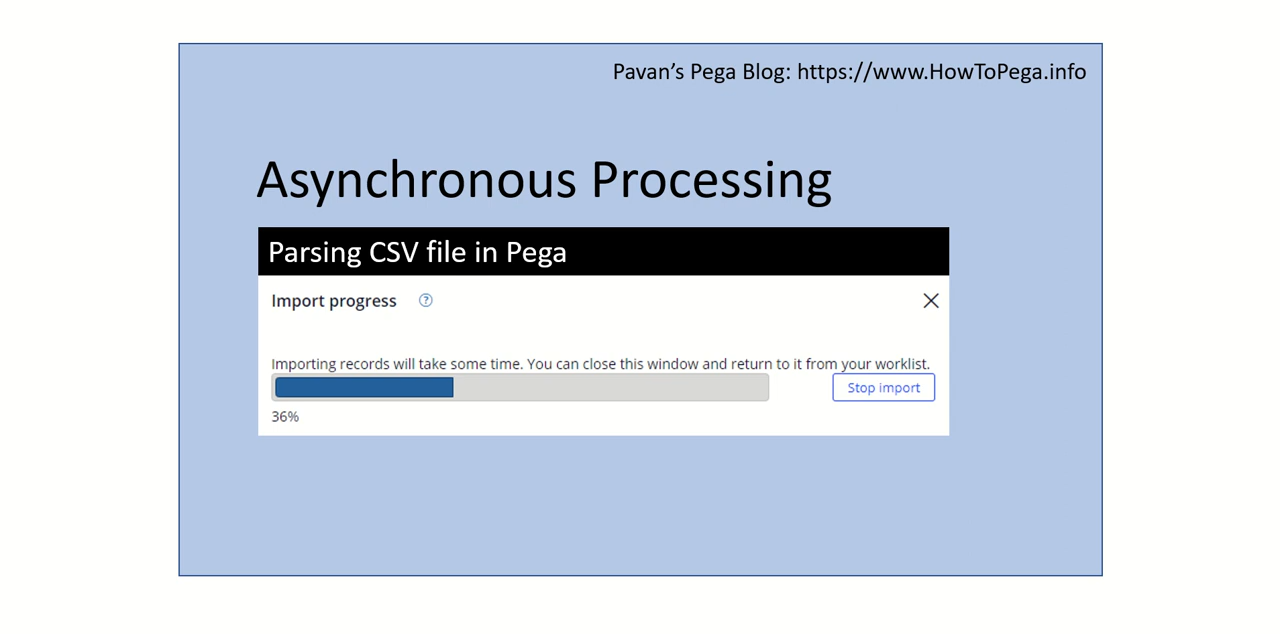 Pavan’s Pega Blog: https://www.HowToPega.info
Asynchronous Processing
Parsing CSV file in Pega
Import progress ?
Importing records will take some time. You can close this window and return to it from your worklist.
Stop import
36%